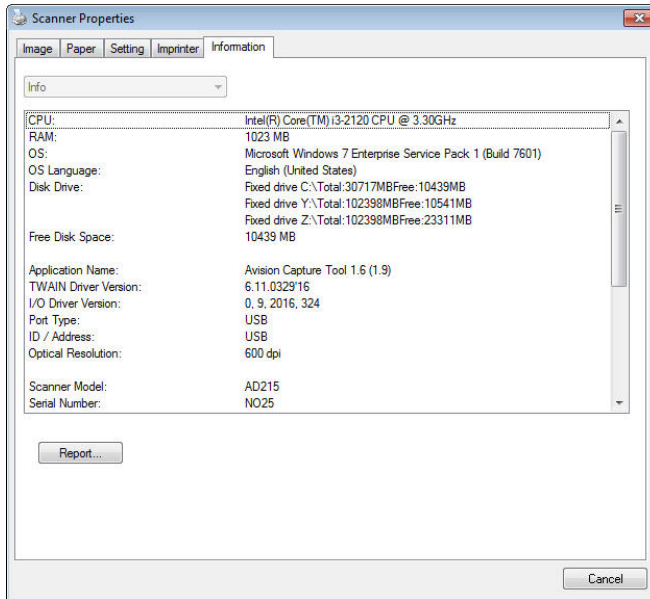 Scanner Properties
Image Paper Setting Imprinter Information
Info
CPU: Intel(R) Core(TM) i3-2120 CPU @ 3.30GHz
RAM: 1023 MB
OS: Microsoft Windows 7 Enterprise Service Pack 1 (Build 7601)
OS Language: English (United States)
Disk Drive: Fixed drive C:\Total:30717MBFree:10439MB
Fixed drive Y:\Total:102398MBFree:10541MB
Fixed drive Z:\Total:102398MBFree:23311MB
Free Disk Space: 10439 MB
Application Name: Avision Capture Tool 1.6 (1.9)
TWAIN Driver Version: 6.11.0329'16
I/O Driver Version: 0, 9, 2016, 324
Port Type: USB
ID / Address: USB
Optical Resolution: 600 dpi
Scanner Model: AD215
Serial Number: NO25
Report...
Cancel